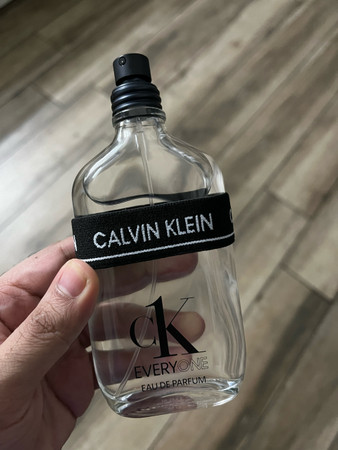 CALVIN KLEIN
cK
EVERYONE
EAU DE PARFUM